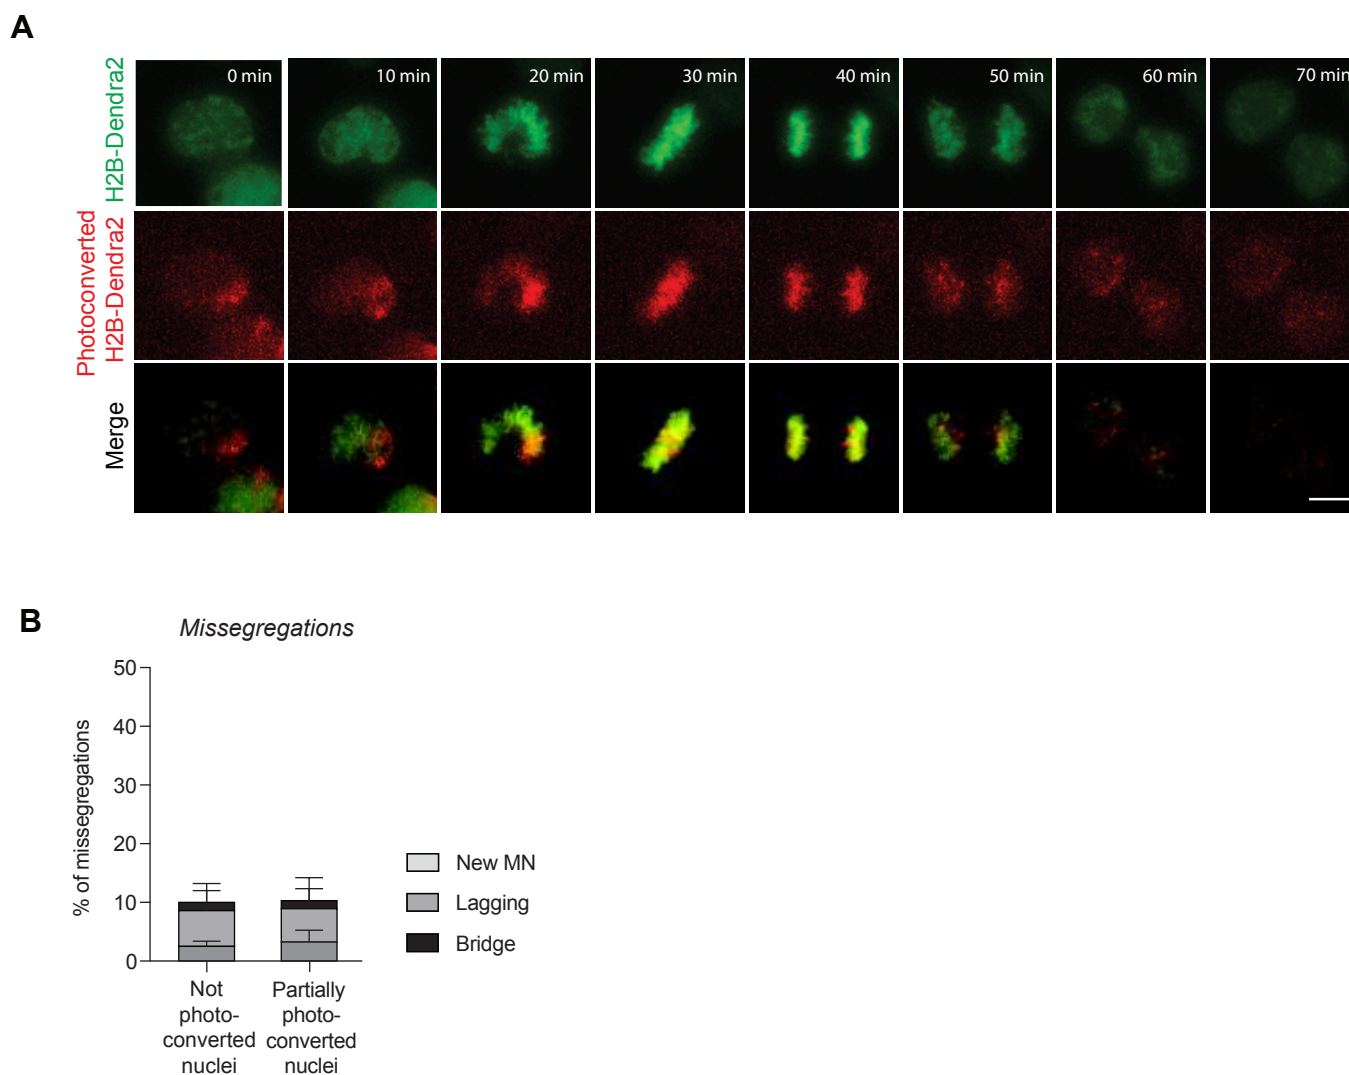 A
H2B-Dendra2
0 min
10 min
20 min
30 min
40 min
50 min
60 min
70 min
Photoconverted
H2B-Dendra2
Merge
B
Missegregations
% of missegregations
50
40
30
20
10
0
New MN
Lagging
Bridge
Not
photo-
converted
nuclei
Partially
photo-
converted
nuclei